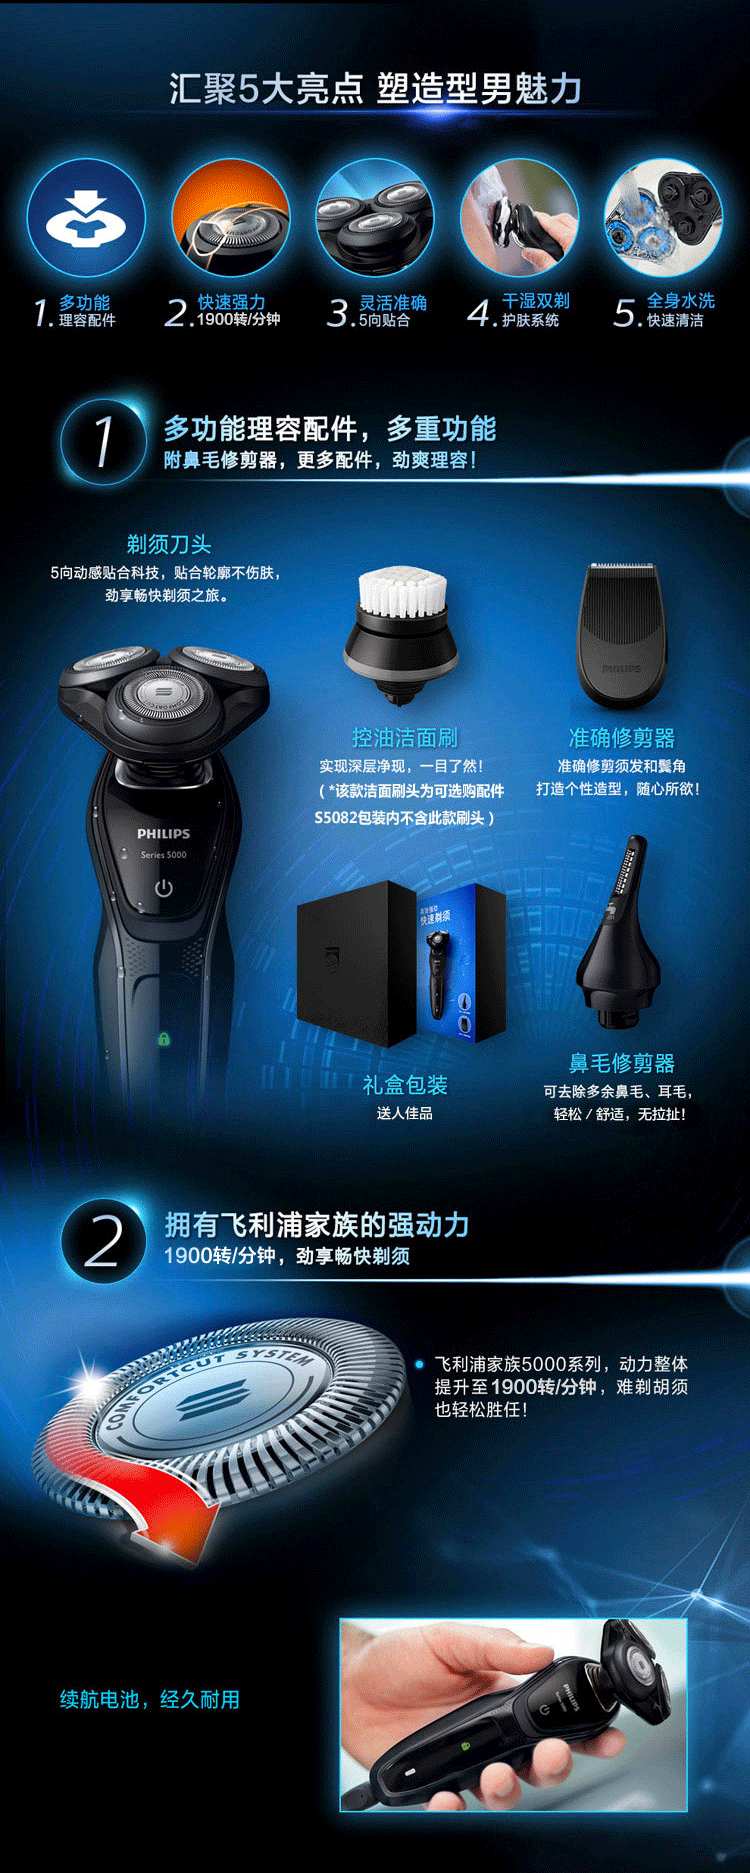 汇聚5大亮点 塑造型男魅力
1. 多功能
理容配件
2. 快速强力
1900转/分钟
3. 灵活准确
5向贴合
4. 干湿双剃
护肤系统
5. 全身水洗
快速清洁
1
多功能理容配件，多重功能
附鼻毛修剪器，更多配件，劲爽理容！
剃须刀头
5向动感贴合科技，贴合轮廓不伤肤，
劲享畅快剃须之旅。
PHILIPS
Series 5000
控油洁面刷
实现深层净现，一目了然！
（*该款洁面刷头为可选购配件
S5082包装内不含此款刷头）
PHILIPS
准确修剪器
准确修剪须发和鬓角
打造个性造型，随心所欲！
快速剃须
礼盒包装
送人佳品
鼻毛修剪器
可去除多余鼻毛、耳毛，
轻松／舒适，无拉扯！
2
拥有飞利浦家族的强动力
1900转/分钟，劲享畅快剃须
COMFORTCUT SYSTEM
飞利浦家族5000系列，动力整体
提升至1900转/分钟，难剃胡须
也轻松胜任！
续航电池，经久耐用
PHILIPS